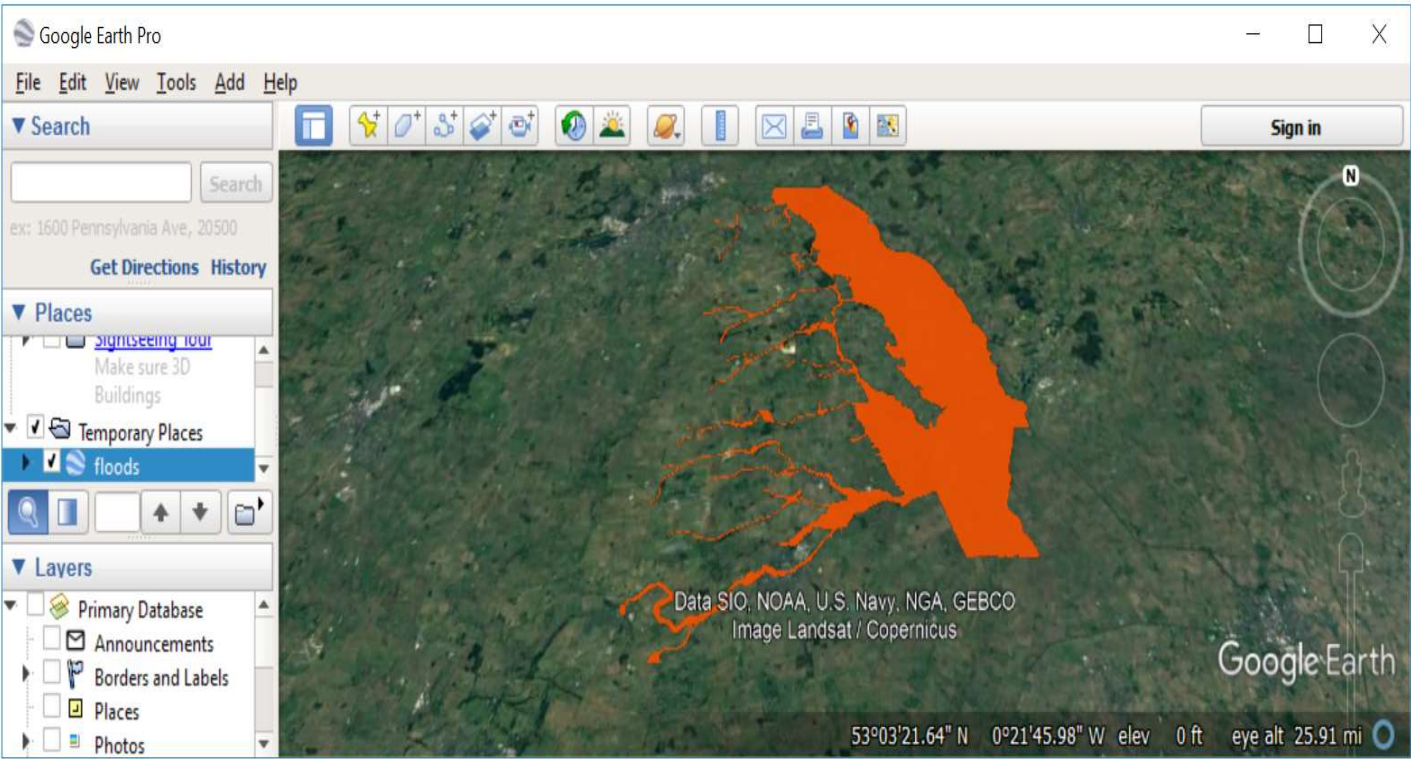 Google Earth Pro
File Edit View Tools Add Help
Search
Sign in
Search
ex: 1600 Pennsylvania Ave, 20500
Get Directions History
Places
Sightseeing Tour
Make sure 3D
Buildings
Temporary Places
floods
Layers
Primary Database
Announcements
Borders and Labels
Places
Photos
N
Data SIO, NOAA, U.S. Navy, NGA, GEBCO
Image Landsat / Copernicus
Google Earth
53°03'21.64" N 0°21'45.98" W elev 0 ft eye alt 25.91 mi